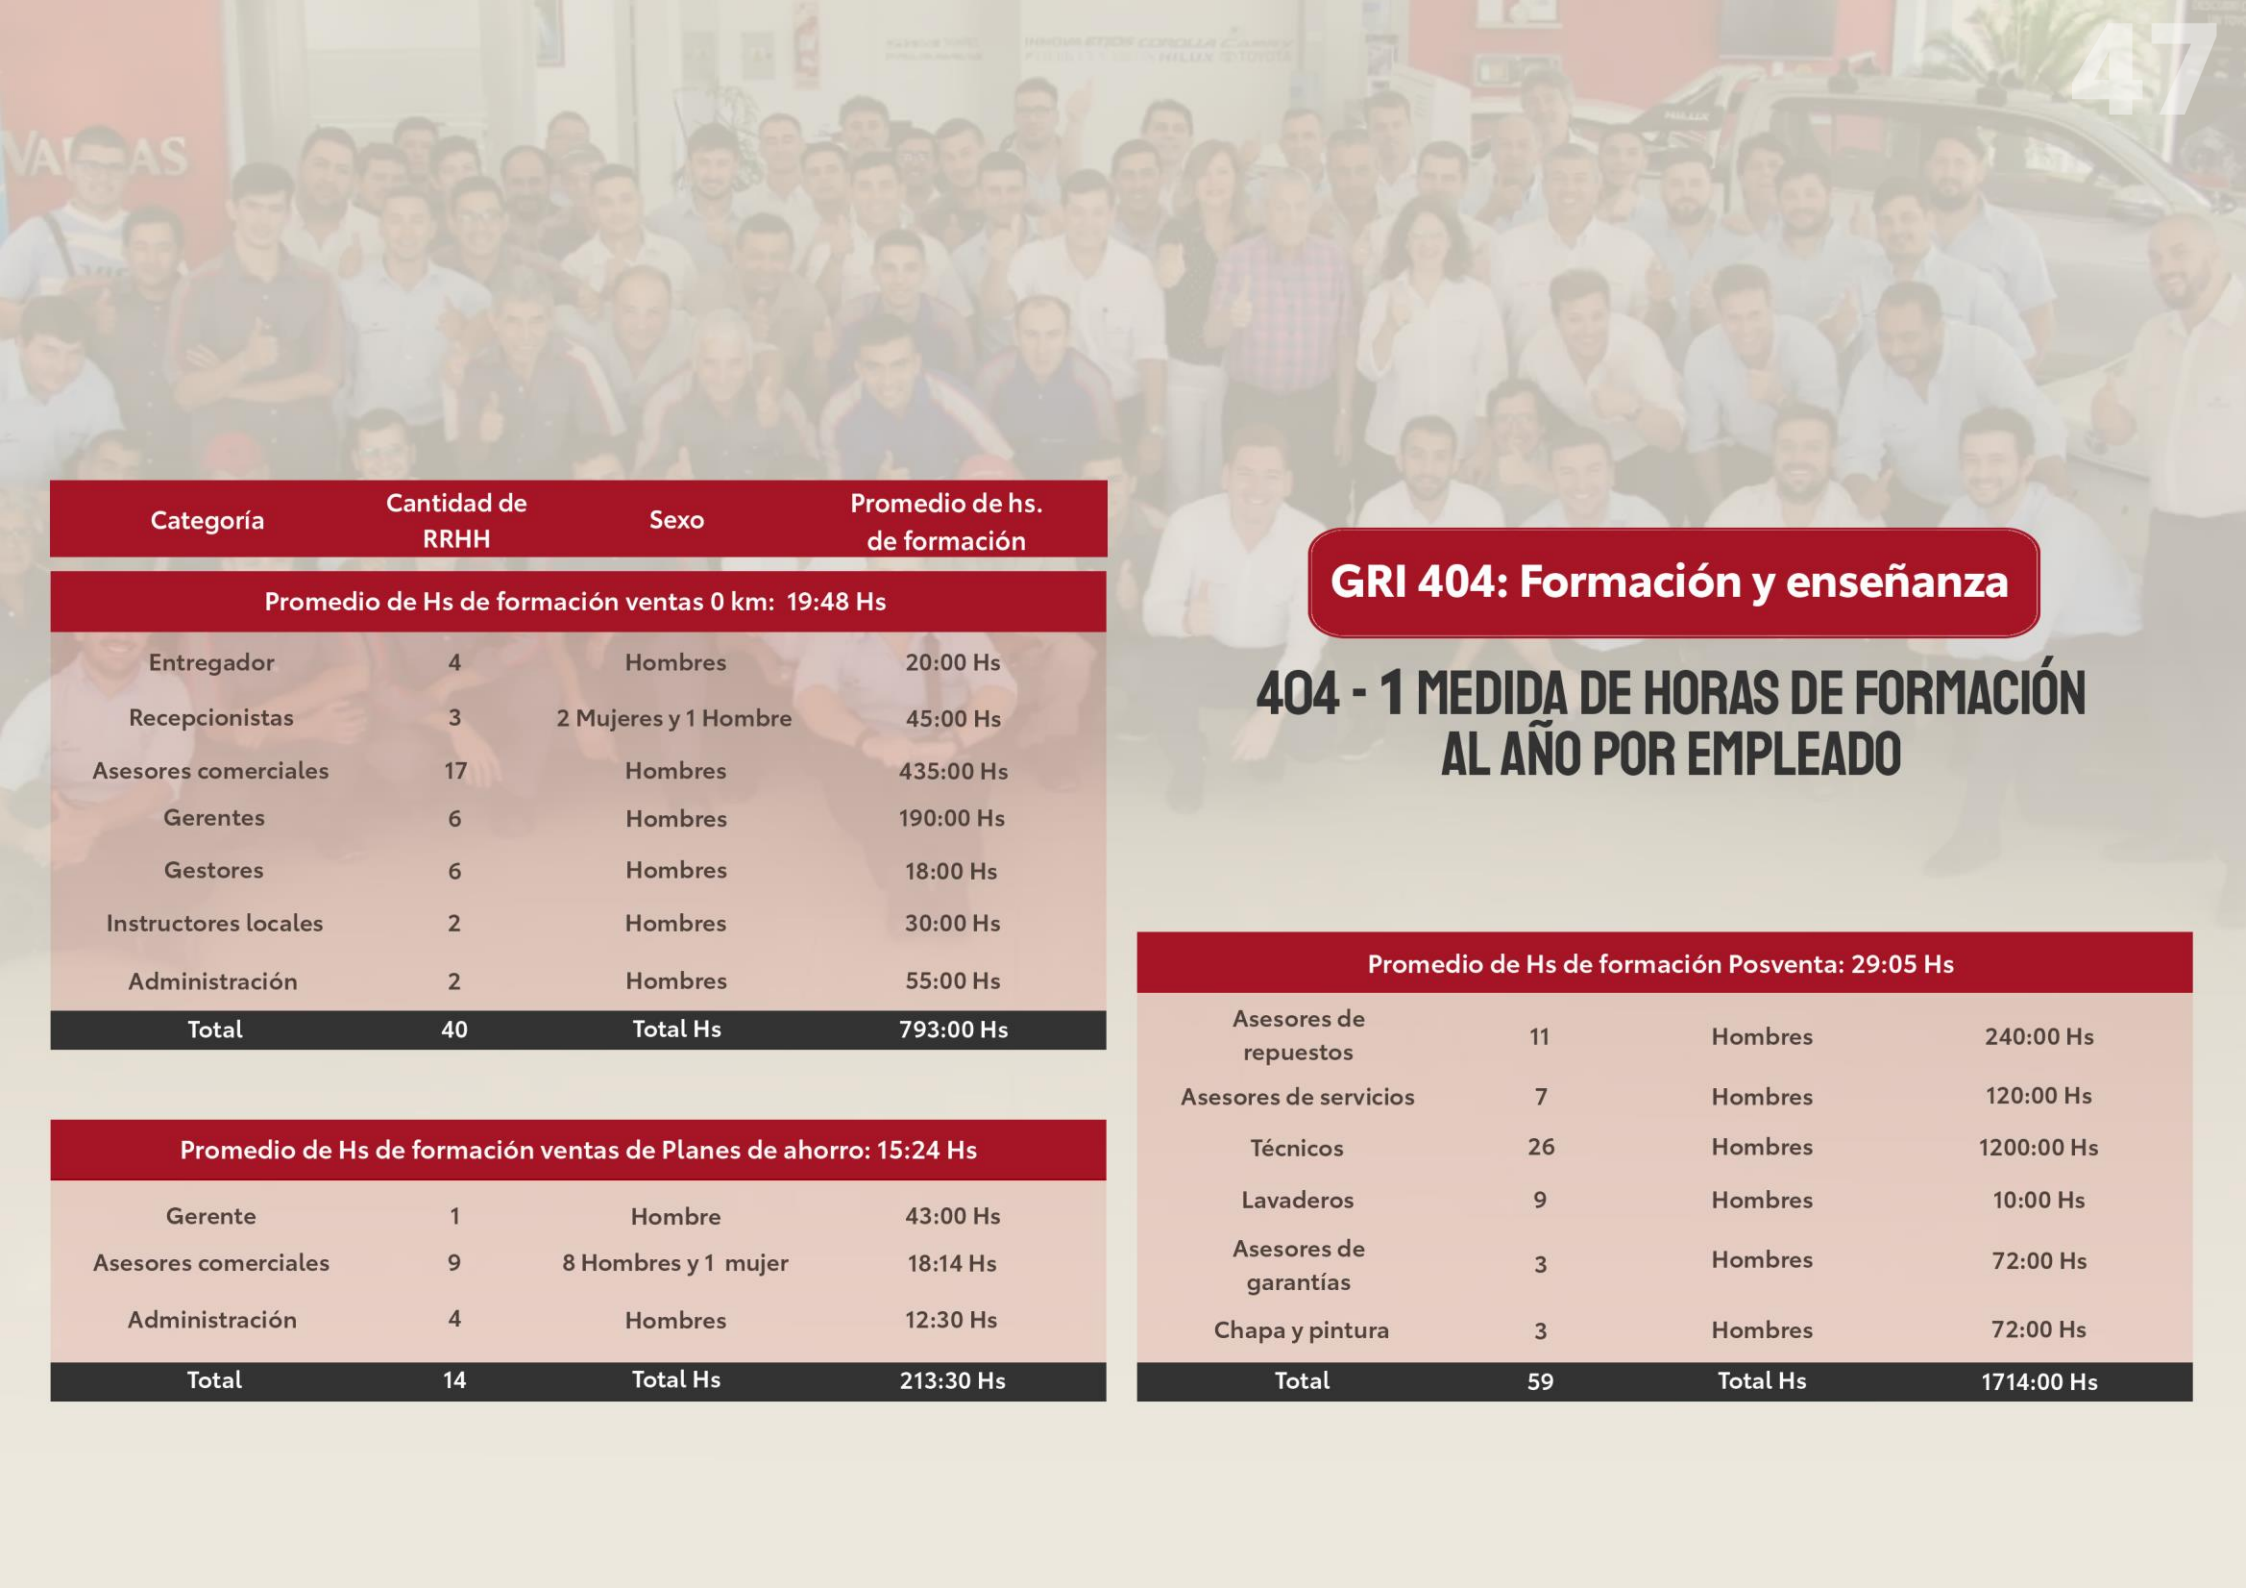 47
Categoría Cantidad de RRHH Sexo Promedio de hs. de formación
Promedio de Hs de formación ventas 0 km: 19:48 Hs
Entregador 4 Hombres 20:00 Hs
Recepcionistas 3 2 Mujeres y 1 Hombre 45:00 Hs
Asesores comerciales 17 Hombres 435:00 Hs
Gerentes 6 Hombres 190:00 Hs
Gestores 6 Hombres 18:00 Hs
Instructores locales 2 Hombres 30:00 Hs
Administración 2 Hombres 55:00 Hs
Total 40 Total Hs 793:00 Hs
Promedio de Hs de formación ventas de Planes de ahorro: 15:24 Hs
Gerente 1 Hombre 43:00 Hs
Asesores comerciales 9 8 Hombres y 1 mujer 18:14 Hs
Administración 4 Hombres 12:30 Hs
Total 14 Total Hs 213:30 Hs
GRI 404: Formación y enseñanza
404 - 1 MEDIDA DE HORAS DE FORMACIÓN
AL AÑO POR EMPLEADO
Promedio de Hs de formación Posventa: 29:05 Hs
Asesores de repuestos 11 Hombres 240:00 Hs
Asesores de servicios 7 Hombres 120:00 Hs
Técnicos 26 Hombres 1200:00 Hs
Lavaderos 9 Hombres 10:00 Hs
Asesores de garantías 3 Hombres 72:00 Hs
Chapa y pintura 3 Hombres 72:00 Hs
Total 59 Total Hs 1714:00 Hs